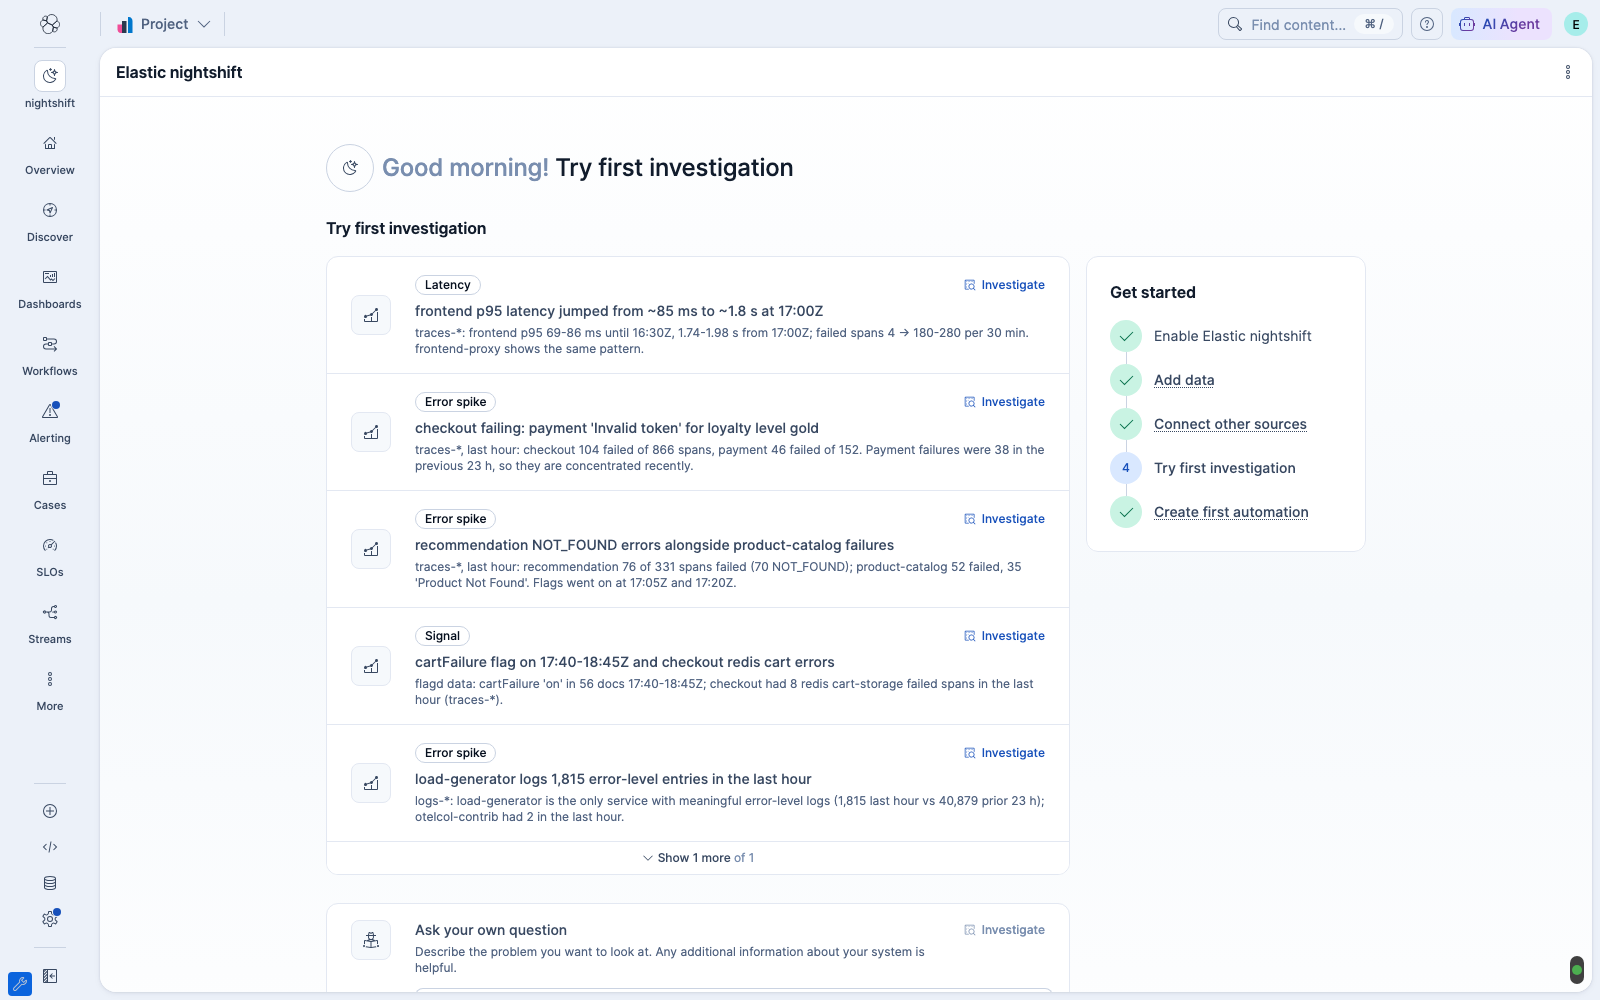 Project
Find content...
⌘ /
AI Agent
E
nightshift
Overview
Discover
Dashboards
Workflows
Alerting
Cases
SLOs
Streams
More
Elastic nightshift
Good morning! Try first investigation
Try first investigation
Latency
Investigate
frontend p95 latency jumped from ~85 ms to ~1.8 s at 17:00Z
traces-*: frontend p95 69-86 ms until 16:30Z, 1.74-1.98 s from 17:00Z; failed spans 4 → 180-280 per 30 min.
frontend-proxy shows the same pattern.
Error spike
Investigate
checkout failing: payment 'Invalid token' for loyalty level gold
traces-*, last hour: checkout 104 failed of 866 spans, payment 46 failed of 152. Payment failures were 38 in the
previous 23 h, so they are concentrated recently.
Error spike
Investigate
recommendation NOT_FOUND errors alongside product-catalog failures
traces-*, last hour: recommendation 76 of 331 spans failed (70 NOT_FOUND); product-catalog 52 failed, 35
'Product Not Found'. Flags went on at 17:05Z and 17:20Z.
Signal
Investigate
cartFailure flag on 17:40-18:45Z and checkout redis cart errors
flagd data: cartFailure 'on' in 56 docs 17:40-18:45Z; checkout had 8 redis cart-storage failed spans in the last
hour (traces-*).
Error spike
Investigate
load-generator logs 1,815 error-level entries in the last hour
logs-*: load-generator is the only service with meaningful error-level logs (1,815 last hour vs 40,879 prior 23 h);
otelcol-contrib had 2 in the last hour.
Show 1 more of 1
Ask your own question
Investigate
Describe the problem you want to look at. Any additional information about your system is
helpful.
Get started
Enable Elastic nightshift
Add data
Connect other sources
4
Try first investigation
Create first automation